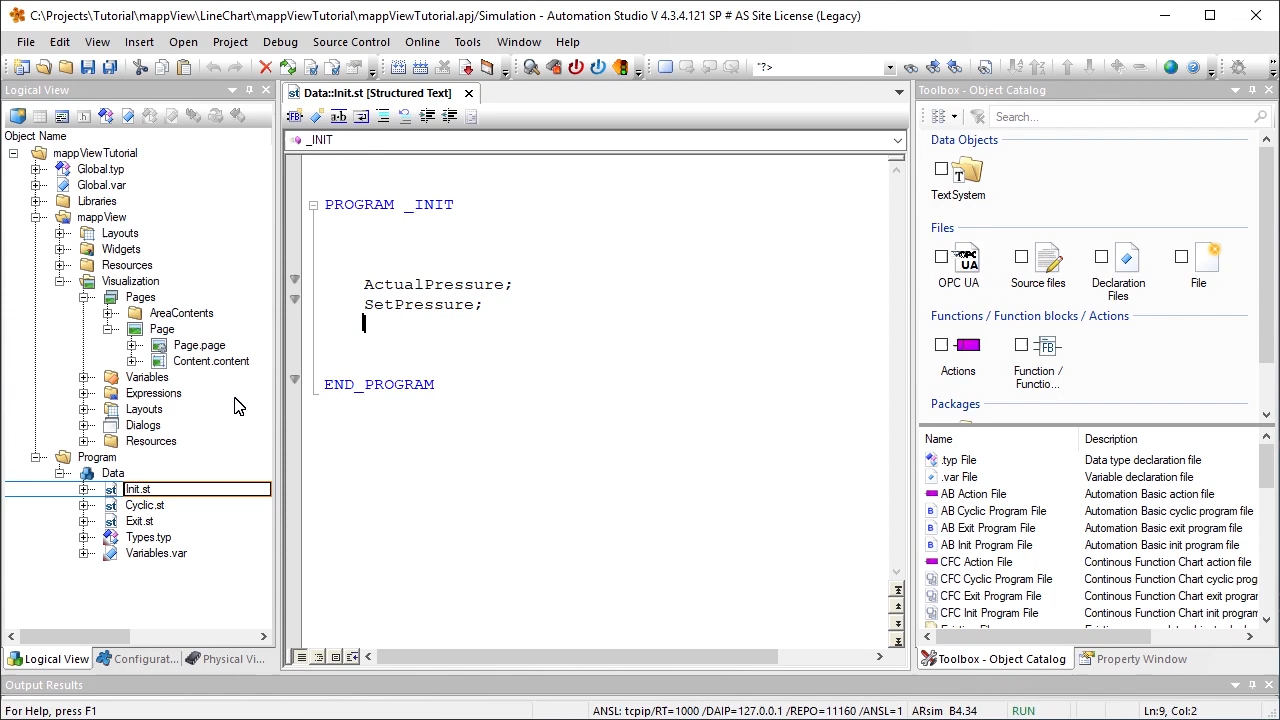 C:\Projects\Tutorial\mappView\LineChart\mappViewTutorial.apj/Simulation - Automation Studio V 4.3.4.121 SP # AS Site License (Legacy)
File Edit View Insert Open Project Debug Source Control Online Tools Window Help
"?>
Logical View
Data::Init.st [Structured Text]
Toolbox - Object Catalog
Search...
Object Name
_INIT
mappViewTutorial
Global.typ
Global.var
Libraries
mappView
Layouts
Widgets
Resources
Visualization
Pages
AreaContents
Page
Page.page
Content.content
Variables
Expressions
Layouts
Dialogs
Resources
Program
Data
Init.st
Cyclic.st
Exit.st
Types.typ
Variables.var
PROGRAM _INIT
ActualPressure;
SetPressure;
END_PROGRAM
Data Objects
TextSystem
Files
OPC UA
Source files
Declaration Files
File
Functions / Function blocks / Actions
Actions
Function / Functio...
Packages
Name Description
.typ File Data type declaration file
.var File Variable declaration file
AB Action File Automation Basic action file
AB Cyclic Program File Automation Basic cyclic program file
AB Exit Program File Automation Basic exit program file
AB Init Program File Automation Basic init program file
CFC Action File Continous Function Chart action file
CFC Cyclic Program File Continous Function Chart cyclic prog
CFC Exit Program File Continous Function Chart exit program
CFC Init Program File Continous Function Chart init program
Logical View Configurat... Physical Vi...
Toolbox - Object Catalog Property Window
Output Results
For Help, press F1
ANSL: tcpip/RT=1000 /DAIP=127.0.0.1 /REPO=11160 /ANSL=1 ARsim B4.34 RUN Ln:9, Col:2